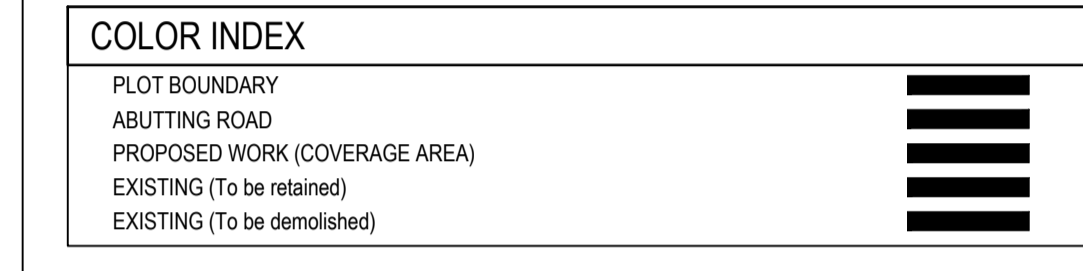 COLOR INDEX
PLOT BOUNDARY
ABUTTING ROAD
PROPOSED WORK (COVERAGE AREA)
EXISTING (To be retained)
EXISTING (To be demolished)